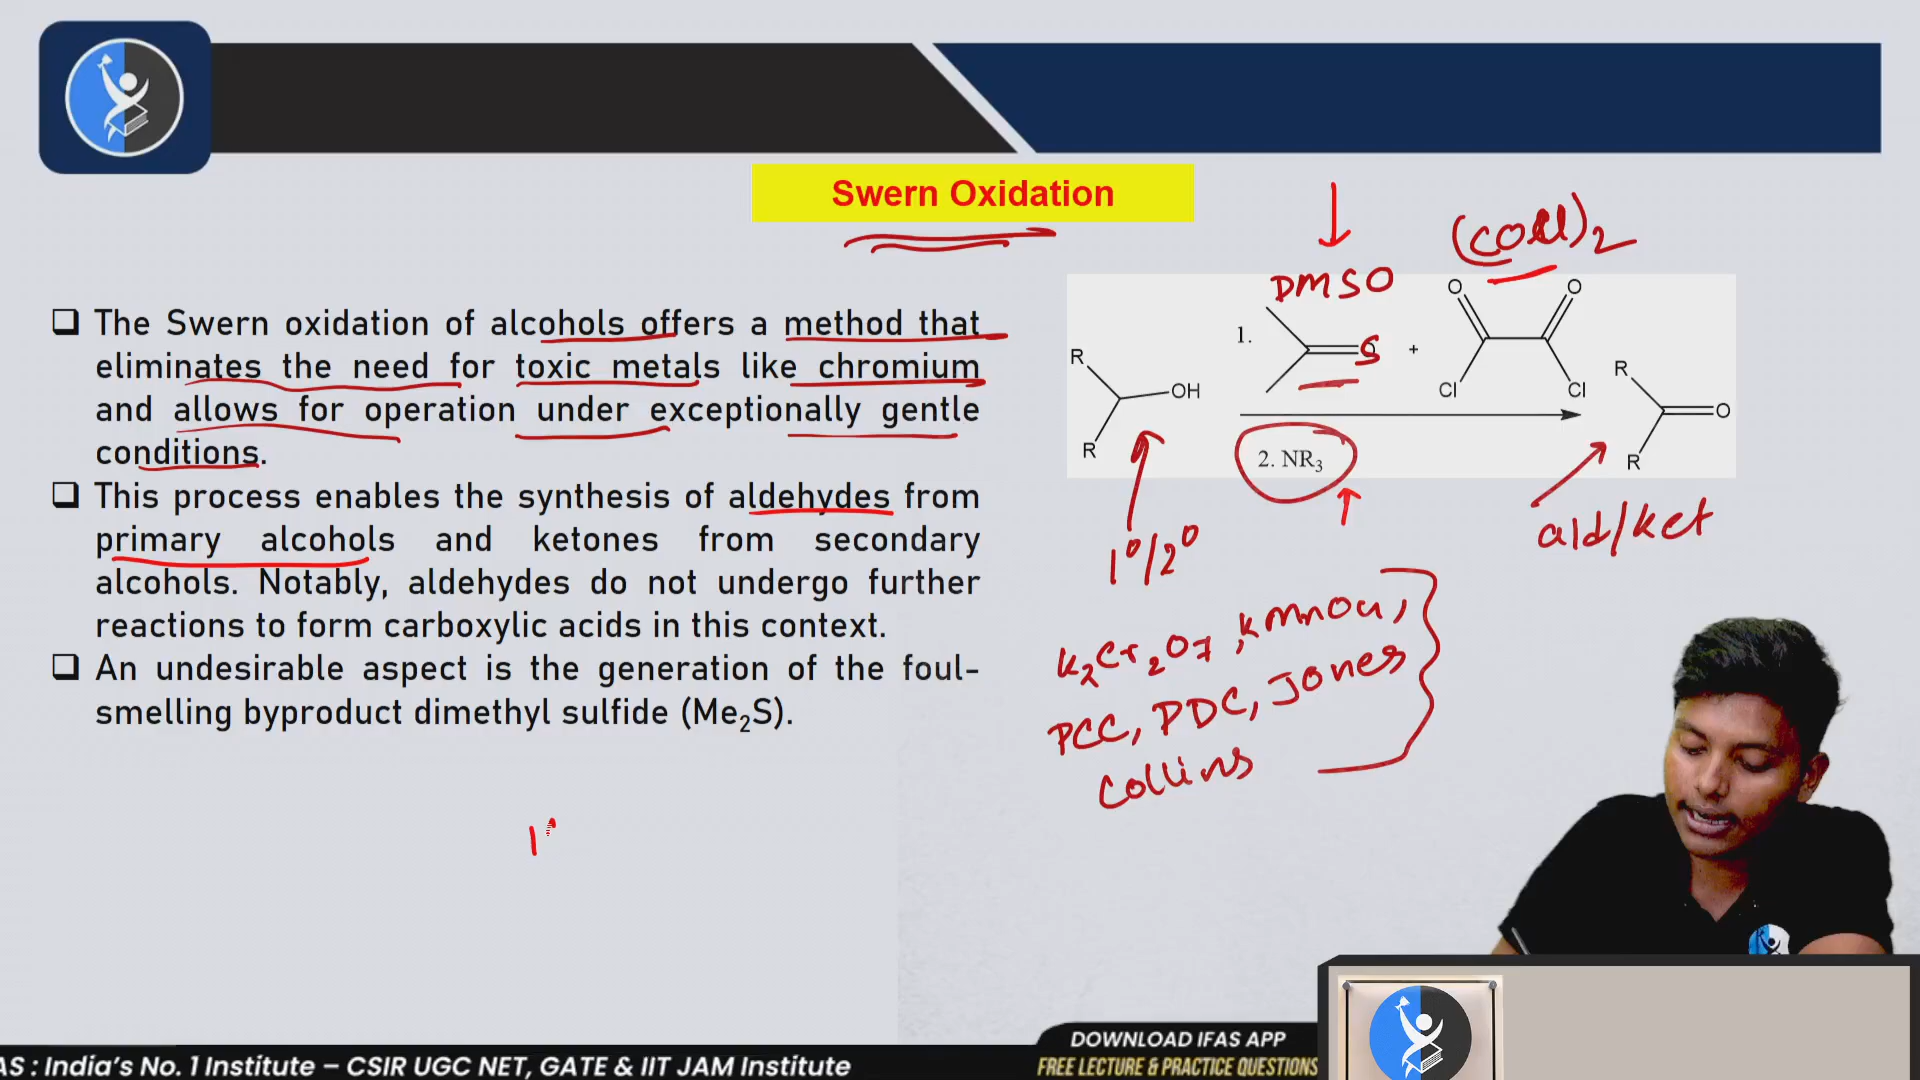 Swern Oxidation
❑ The Swern oxidation of alcohols offers a method that
eliminates the need for toxic metals like chromium
and allows for operation under exceptionally gentle
conditions.
❑ This process enables the synthesis of aldehydes from
primary alcohols and ketones from secondary
alcohols. Notably, aldehydes do not undergo further
reactions to form carboxylic acids in this context.
❑ An undesirable aspect is the generation of the foul-
smelling byproduct dimethyl sulfide (Me₂S).
(COCl)₂
DMSO
O O
1. S +
R OH
R
Cl Cl
R O
R
2. NR₃
1⁰/2⁰
ald/ket
K₂Cr₂O₇, KMnO₄,
PCC, PDC, Jones
Collins
DOWNLOAD IFAS APP
FREE LECTURE & PRACTICE QUESTIONS
AS : India's No. 1 Institute – CSIR UGC NET, GATE & IIT JAM Institute